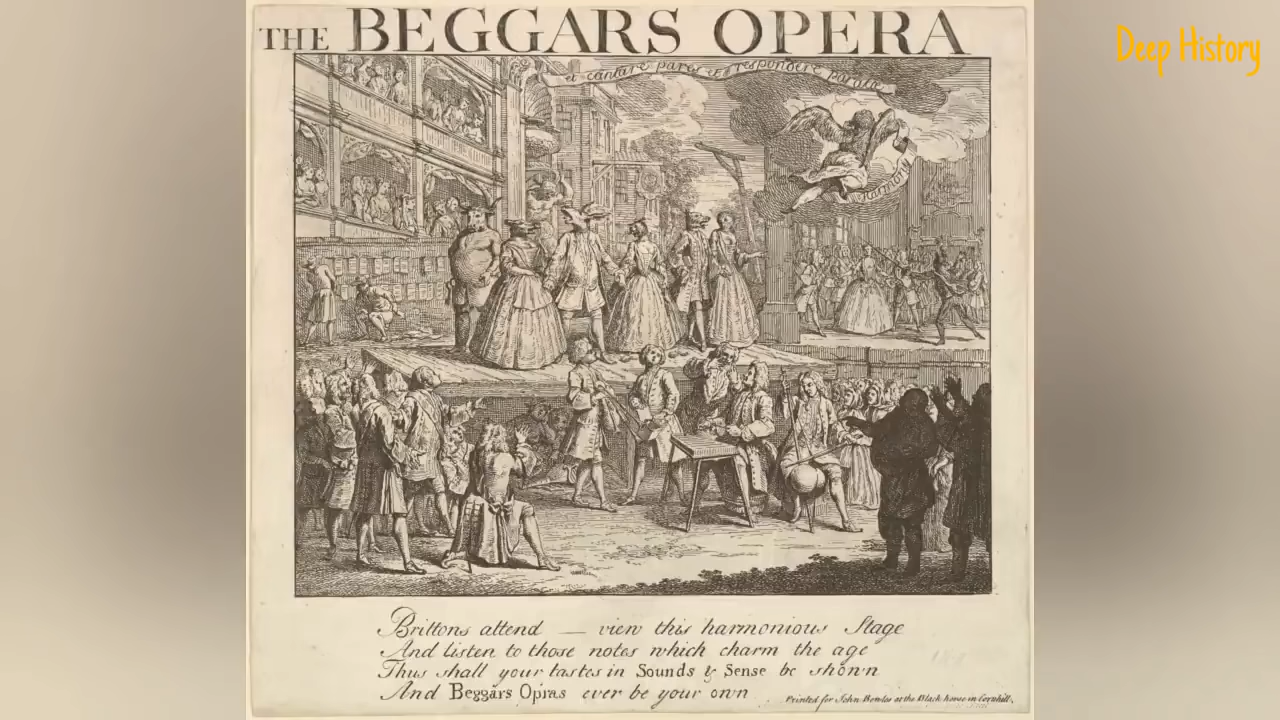 THE BEGGARS OPERA
Deep History
et cantare pares et respondere paratae
Harmony
Brittons attend — view this harmonious Stage
And listen to those notes which charm the age
Thus shall your tastes in Sounds & Sense be shown
And Beggars Opras ever be your own
Printed for John Bowles at the Black horse in Cornhill.